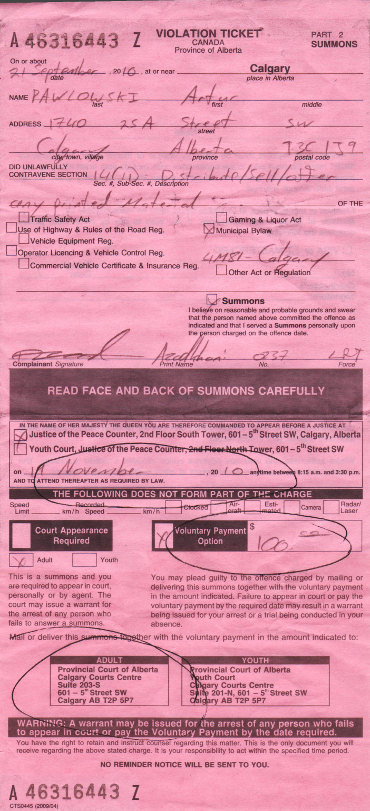 A 46316443 Z
VIOLATION TICKET
CANADA
Province of Alberta
PART 2
SUMMONS
On or about
21 September, 2010, at or near Calgary
date place in Alberta
NAME PAWLOWSKI Artur
last first middle
ADDRESS 1740 25A Street SW
street
Calgary Alberta T3C 1J9
city, town, village province postal code
DID UNLAWFULLY
CONTRAVENE SECTION 14(1) - Distribute/sell/offer
Sec. #, Sub-Sec. #, Discription
any printed Material OF THE
Traffic Safety Act Gaming & Liquor Act
Use of Highway & Rules of the Road Reg. Municipal Bylaw
Vehicle Equipment Reg.
Operator Licencing & Vehicle Control Reg. 4M81-Calgary
Commercial Vehicle Certificate & Insurance Reg. Other Act or Regulation
Summons
I believe on reasonable and probable grounds and swear
that the person named above committed the offence as
indicated and that I served a Summons personally upon
the person charged on the offence date.
Complainant Signature Print Name No. Force
READ FACE AND BACK OF SUMMONS CAREFULLY
IN THE NAME OF HER MAJESTY THE QUEEN YOU ARE THEREFORE COMMANDED TO APPEAR BEFORE A JUSTICE AT
Justice of the Peace Counter, 2nd Floor South Tower, 601 – 5th Street SW, Calgary, Alberta
Youth Court, Justice of the Peace Counter, 2nd Floor North Tower, 601 – 5th Street SW
on November, 2010, anytime between 8:15 a.m. and 3:30 p.m.
AND TO ATTEND THEREAFTER AS REQUIRED BY LAW.
THE FOLLOWING DOES NOT FORM PART OF THE CHARGE
Speed Limit km/h Recorded Speed km/h Clocked Air-craft Esti-mated Camera Radar/Laser
Court Appearance Required
Voluntary Payment Option
$ 100.00
Adult Youth
This is a summons and you
are required to appear in court,
personally or by agent. The
court may issue a warrant for
the arrest of any person who
fails to answer a summons.
You may plead guilty to the offence charged by mailing or
delivering this summons together with the voluntary payment
in the amount indicated. Failure to appear in court or pay the
voluntary payment by the required date may result in a warrant
being issued for your arrest or a trial being conducted in your
absence.
Mail or deliver this summons together with the voluntary payment in the amount indicated to:
ADULT
Provincial Court of Alberta
Calgary Courts Centre
Suite 203-S
601 – 5th Street SW
Calgary AB T2P 5P7
YOUTH
Provincial Court of Alberta
Youth Court
Calgary Courts Centre
Suite 201-N, 601 – 5th Street SW
Calgary AB T2P 5P7
WARNING: A warrant may be issued for the arrest of any person who fails
to appear in court or pay the Voluntary Payment by the date required.
You have the right to retain and instruct counsel regarding this matter. This is the only document you will
receive regarding the above stated charge. It is your responsibility to act within the specified time period.
NO REMINDER NOTICE WILL BE SENT TO YOU.
A 46316443 Z
CTS0445 (2009/04)